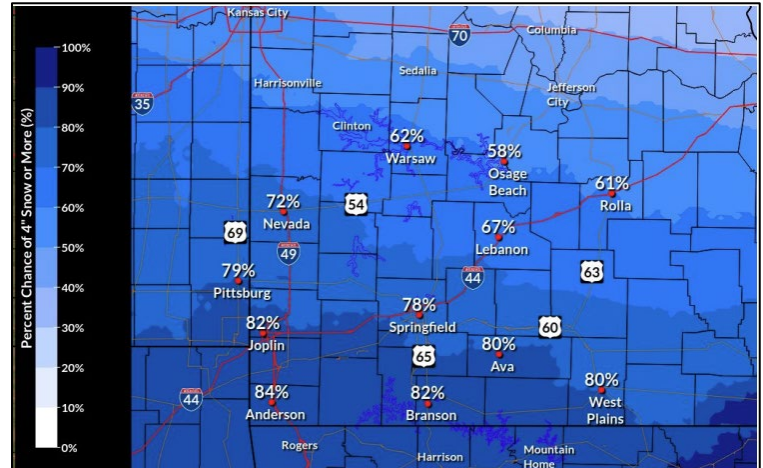 Percent Chance of 4" Snow or More (%)
100%
90%
80%
70%
60%
50%
40%
30%
20%
10%
0%
Kansas City
70
Columbia
Sedalia
Harrisonville
Jefferson
City
35
Clinton
62%
Warsaw
58%
Osage
Beach
61%
Rolla
72%
Nevada
54
69
67%
Lebanon
49
63
44
79%
Pittsburg
78%
Springfield
82%
Joplin
60
65
80%
Ava
84%
Anderson
44
82%
Branson
80%
West
Plains
Rogers
Harrison
Mountain
Home